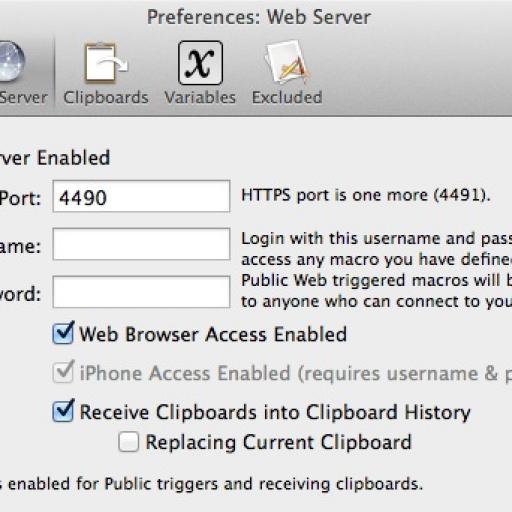 Preferences: Web Server
Server Clipboards Variables Excluded
ver Enabled
Port: 4490 HTTPS port is one more (4491).
ame: Login with this username and pass
access any macro you have define
Public Web triggered macros will b
ord: to anyone who can connect to you
Web Browser Access Enabled
iPhone Access Enabled (requires username & p
Receive Clipboards into Clipboard History
Replacing Current Clipboard
s enabled for Public triggers and receiving clipboards.